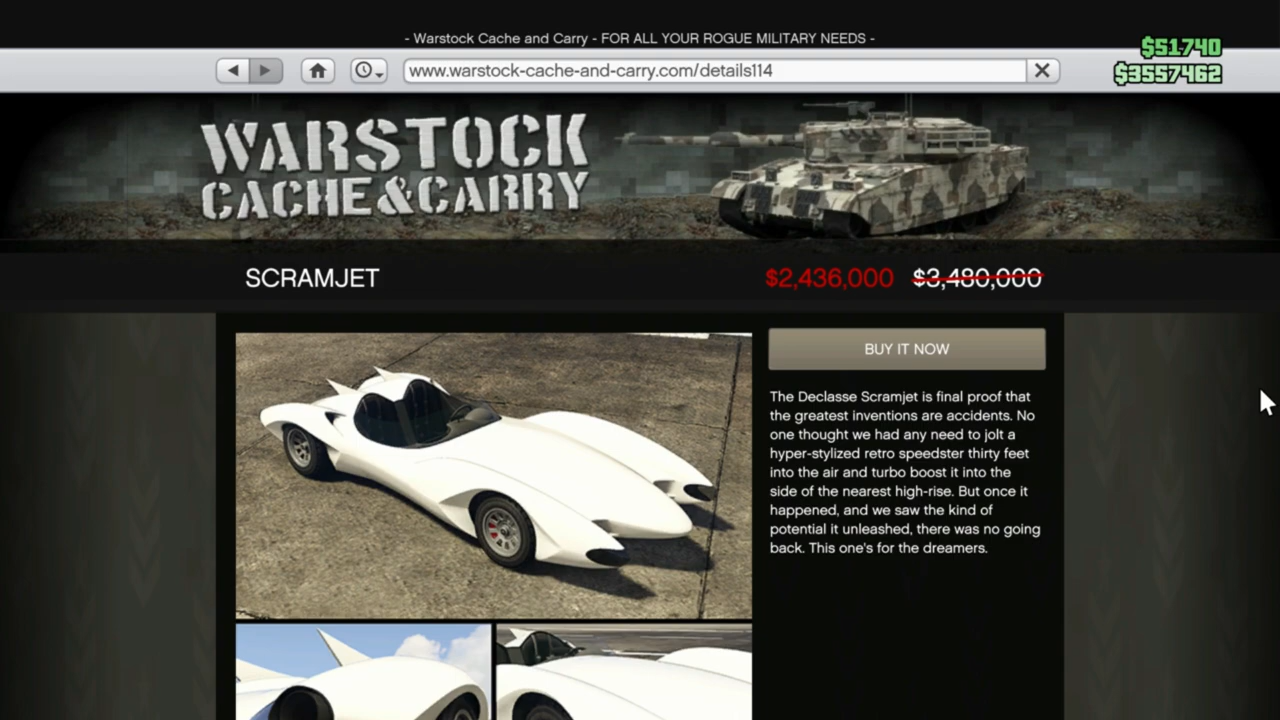 - Warstock Cache and Carry - FOR ALL YOUR ROGUE MILITARY NEEDS -
$51740
www.warstock-cache-and-carry.com/details114
$3557462
WARSTOCK
CACHE&CARRY
SCRAMJET
$2,436,000 $3,480,000
BUY IT NOW
The Declasse Scramjet is final proof that
the greatest inventions are accidents. No
one thought we had any need to jolt a
hyper-stylized retro speedster thirty feet
into the air and turbo boost it into the
side of the nearest high-rise. But once it
happened, and we saw the kind of
potential it unleashed, there was no going
back. This one's for the dreamers.